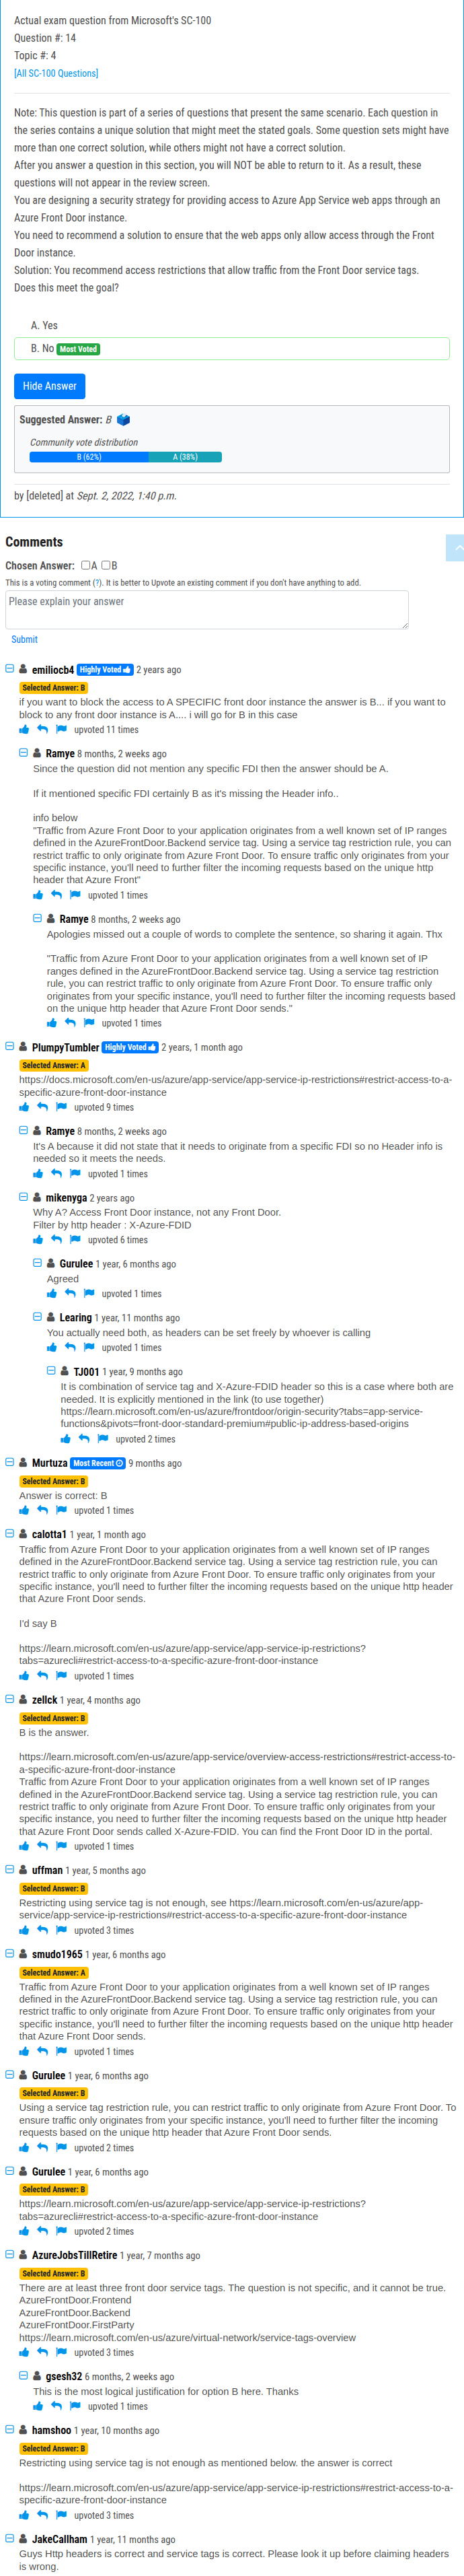 Actual exam question from Microsoft's SC-100
Question #: 14
Topic #: 4
[All SC-100 Questions]
Note: This question is part of a series of questions that present the same scenario. Each question in
the series contains a unique solution that might meet the stated goals. Some question sets might have
more than one correct solution, while others might not have a correct solution.
After you answer a question in this section, you will NOT be able to return to it. As a result, these
questions will not appear in the review screen.
You are designing a security strategy for providing access to Azure App Service web apps through an
Azure Front Door instance.
You need to recommend a solution to ensure that the web apps only allow access through the Front
Door instance.
Solution: You recommend access restrictions that allow traffic from the Front Door service tags.
Does this meet the goal?
A. Yes
B. No Most Voted
Hide Answer
Suggested Answer: B
Community vote distribution
B (62%) A (38%)
by [deleted] at Sept. 2, 2022, 1:40 p.m.
Comments
Chosen Answer: A B
This is a voting comment (?). It is better to Upvote an existing comment if you don't have anything to add.
Please explain your answer
Submit
emiliocb4 Highly Voted 2 years ago
Selected Answer: B
if you want to block the access to A SPECIFIC front door instance the answer is B... if you want to
block to any front door instance is A.... i will go for B in this case
upvoted 11 times
Ramye 8 months, 2 weeks ago
Since the question did not mention any specific FDI then the answer should be A.
If it mentioned specific FDI certainly B as it's missing the Header info..
info below
"Traffic from Azure Front Door to your application originates from a well known set of IP ranges
defined in the AzureFrontDoor.Backend service tag. Using a service tag restriction rule, you can
restrict traffic to only originate from Azure Front Door. To ensure traffic only originates from your
specific instance, you'll need to further filter the incoming requests based on the unique http
header that Azure Front"
upvoted 1 times
Ramye 8 months, 2 weeks ago
Apologies missed out a couple of words to complete the sentence, so sharing it again. Thx
"Traffic from Azure Front Door to your application originates from a well known set of IP
ranges defined in the AzureFrontDoor.Backend service tag. Using a service tag restriction
rule, you can restrict traffic to only originate from Azure Front Door. To ensure traffic only
originates from your specific instance, you'll need to further filter the incoming requests based
on the unique http header that Azure Front Door sends."
upvoted 1 times
PlumpyTumbler Highly Voted 2 years, 1 month ago
Selected Answer: A
https://docs.microsoft.com/en-us/azure/app-service/app-service-ip-restrictions#restrict-access-to-a-
specific-azure-front-door-instance
upvoted 9 times
Ramye 8 months, 2 weeks ago
It's A because it did not state that it needs to originate from a specific FDI so no Header info is
needed so it meets the needs.
upvoted 1 times
mikenyga 2 years ago
Why A? Access Front Door instance, not any Front Door.
Filter by http header : X-Azure-FDID
upvoted 6 times
Gurulee 1 year, 6 months ago
Agreed
upvoted 1 times
Learing 1 year, 11 months ago
You actually need both, as headers can be set freely by whoever is calling
upvoted 1 times
TJ001 1 year, 9 months ago
It is combination of service tag and X-Azure-FDID header so this is a case where both are
needed. It is explicitly mentioned in the link (to use together)
https://learn.microsoft.com/en-us/azure/frontdoor/origin-security?tabs=app-service-
functions&pivots=front-door-standard-premium#public-ip-address-based-origins
upvoted 2 times
Murtuza Most Recent 9 months ago
Selected Answer: B
Answer is correct: B
upvoted 1 times
calotta1 1 year, 1 month ago
Traffic from Azure Front Door to your application originates from a well known set of IP ranges
defined in the AzureFrontDoor.Backend service tag. Using a service tag restriction rule, you can
restrict traffic to only originate from Azure Front Door. To ensure traffic only originates from your
specific instance, you'll need to further filter the incoming requests based on the unique http header
that Azure Front Door sends.
I'd say B
https://learn.microsoft.com/en-us/azure/app-service/app-service-ip-restrictions?
tabs=azurecli#restrict-access-to-a-specific-azure-front-door-instance
upvoted 1 times
zellck 1 year, 4 months ago
Selected Answer: B
B is the answer.
https://learn.microsoft.com/en-us/azure/app-service/overview-access-restrictions#restrict-access-to-
a-specific-azure-front-door-instance
Traffic from Azure Front Door to your application originates from a well known set of IP ranges
defined in the AzureFrontDoor.Backend service tag. Using a service tag restriction rule, you can
restrict traffic to only originate from Azure Front Door. To ensure traffic only originates from your
specific instance, you need to further filter the incoming requests based on the unique http header
that Azure Front Door sends called X-Azure-FDID. You can find the Front Door ID in the portal.
upvoted 1 times
uffman 1 year, 5 months ago
Selected Answer: B
Restricting using service tag is not enough, see https://learn.microsoft.com/en-us/azure/app-
service/app-service-ip-restrictions#restrict-access-to-a-specific-azure-front-door-instance
upvoted 3 times
smudo1965 1 year, 6 months ago
Selected Answer: A
Traffic from Azure Front Door to your application originates from a well known set of IP ranges
defined in the AzureFrontDoor.Backend service tag. Using a service tag restriction rule, you can
restrict traffic to only originate from Azure Front Door. To ensure traffic only originates from your
specific instance, you'll need to further filter the incoming requests based on the unique http header
that Azure Front Door sends.
upvoted 1 times
Gurulee 1 year, 6 months ago
Selected Answer: B
Using a service tag restriction rule, you can restrict traffic to only originate from Azure Front Door. To
ensure traffic only originates from your specific instance, you'll need to further filter the incoming
requests based on the unique http header that Azure Front Door sends.
upvoted 2 times
Gurulee 1 year, 6 months ago
Selected Answer: B
https://learn.microsoft.com/en-us/azure/app-service/app-service-ip-restrictions?
tabs=azurecli#restrict-access-to-a-specific-azure-front-door-instance
upvoted 2 times
AzureJobsTillRetire 1 year, 7 months ago
Selected Answer: B
There are at least three front door service tags. The question is not specific, and it cannot be true.
AzureFrontDoor.Frontend
AzureFrontDoor.Backend
AzureFrontDoor.FirstParty
https://learn.microsoft.com/en-us/azure/virtual-network/service-tags-overview
upvoted 3 times
gsesh32 6 months, 2 weeks ago
This is the most logical justification for option B here. Thanks
upvoted 1 times
hamshoo 1 year, 10 months ago
Selected Answer: B
Restricting using service tag is not enough as mentioned below. the answer is correct
https://learn.microsoft.com/en-us/azure/app-service/app-service-ip-restrictions#restrict-access-to-a-
specific-azure-front-door-instance
upvoted 3 times
JakeCallham 1 year, 11 months ago
Guys Http headers is correct and service tags is correct. Please look it up before claiming headers
is wrong.